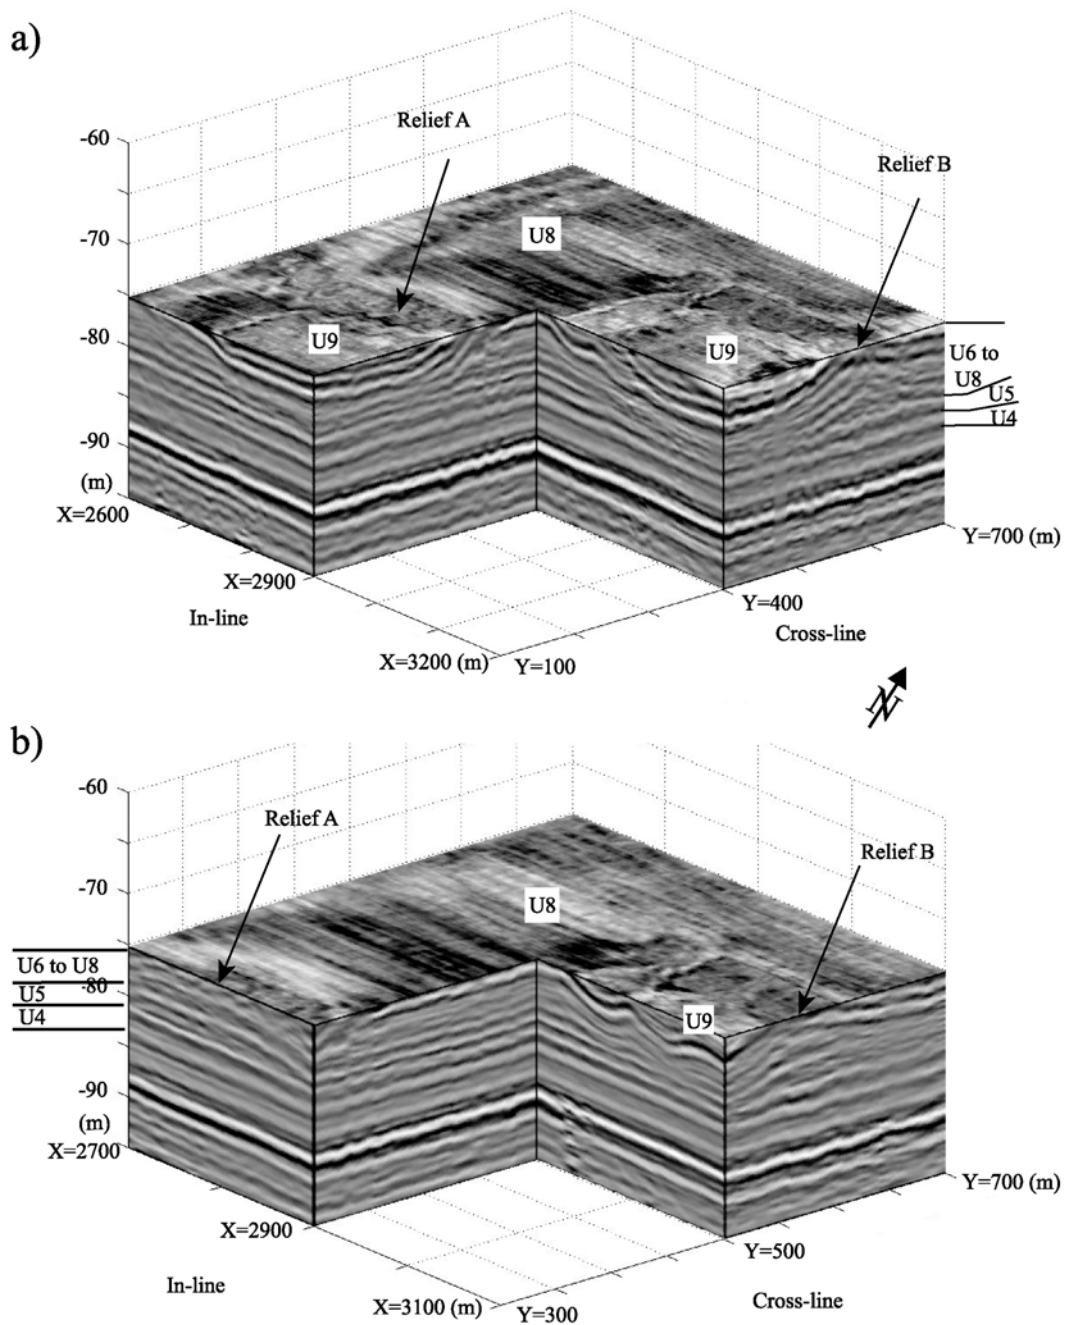 a)
-60
Relief A
Relief B
-70
U8
-80
U9
U9
U6 to
U8
U5
U4
-90
(m)
X=2600
Y=700 (m)
X=2900
Y=400
In-line
Cross-line
X=3200 (m)
Y=100
N
b)
-60
Relief A
Relief B
-70
U8
U6 to U8
U5
-80
U4
U9
-90
(m)
X=2700
Y=700 (m)
X=2900
Y=500
In-line
Cross-line
X=3100 (m)
Y=300